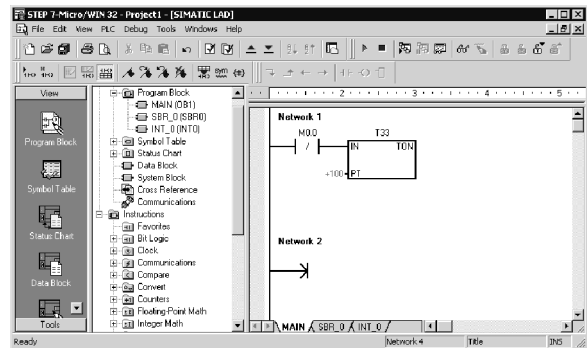 STEP 7-Micro/WIN 32 - Project1 - [SIMATIC LAD]
File Edit View PLC Debug Tools Windows Help
View
Program Block
Symbol Table
Status Chart
Data Block
Tools
Program Block
MAIN (OB1)
SBR_0 (SBR0)
INT_0 (INT0)
Symbol Table
Status Chart
Data Block
System Block
Cross Reference
Communications
Instructions
Favorites
Bit Logic
Clock
Communications
Compare
Convert
Counters
Floating-Point Math
Integer Math
2 3 4 5
Network 1
M0.0 T33
/ IN TON
+100 PT
Network 2
MAIN SBR_0 INT_0
Ready Network 4 Title INS